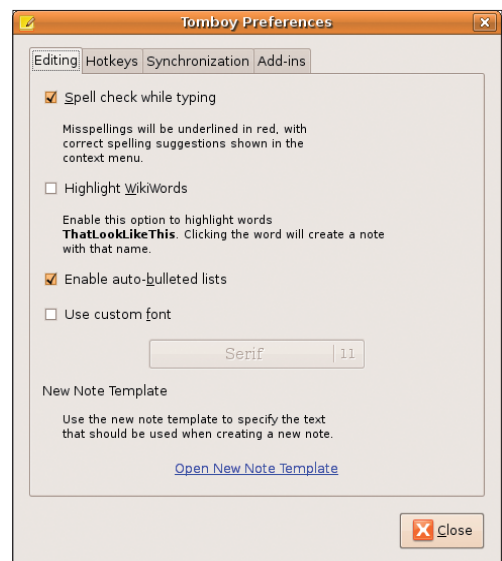 Tomboy Preferences
Editing Hotkeys Synchronization Add-ins
Spell check while typing
Misspellings will be underlined in red, with
correct spelling suggestions shown in the
context menu.
Highlight WikiWords
Enable this option to highlight words
ThatLookLikeThis. Clicking the word will create a note
with that name.
Enable auto-bulleted lists
Use custom font
Serif 11
New Note Template
Use the new note template to specify the text
that should be used when creating a new note.
Open New Note Template
Close